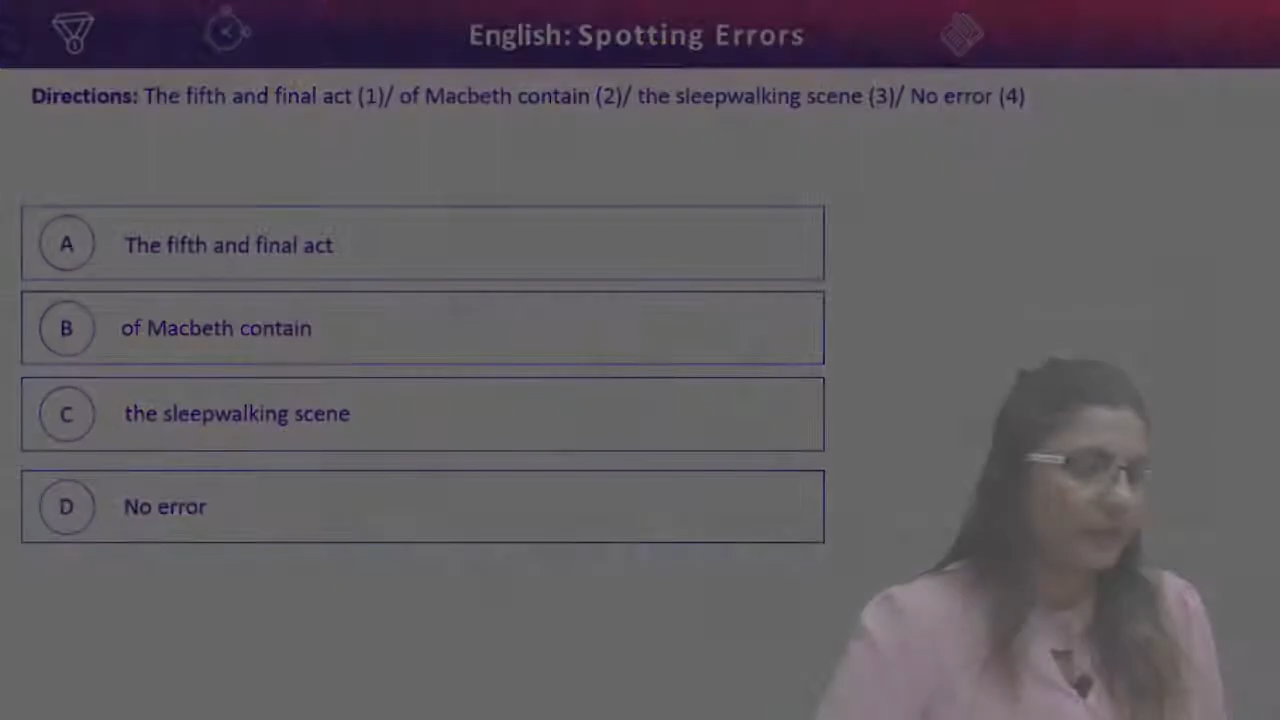 English: Spotting Errors
Directions: The fifth and final act (1)/ of Macbeth contain (2)/ the sleepwalking scene (3)/ No error (4)
A The fifth and final act
B of Macbeth contain
C the sleepwalking scene
D No error